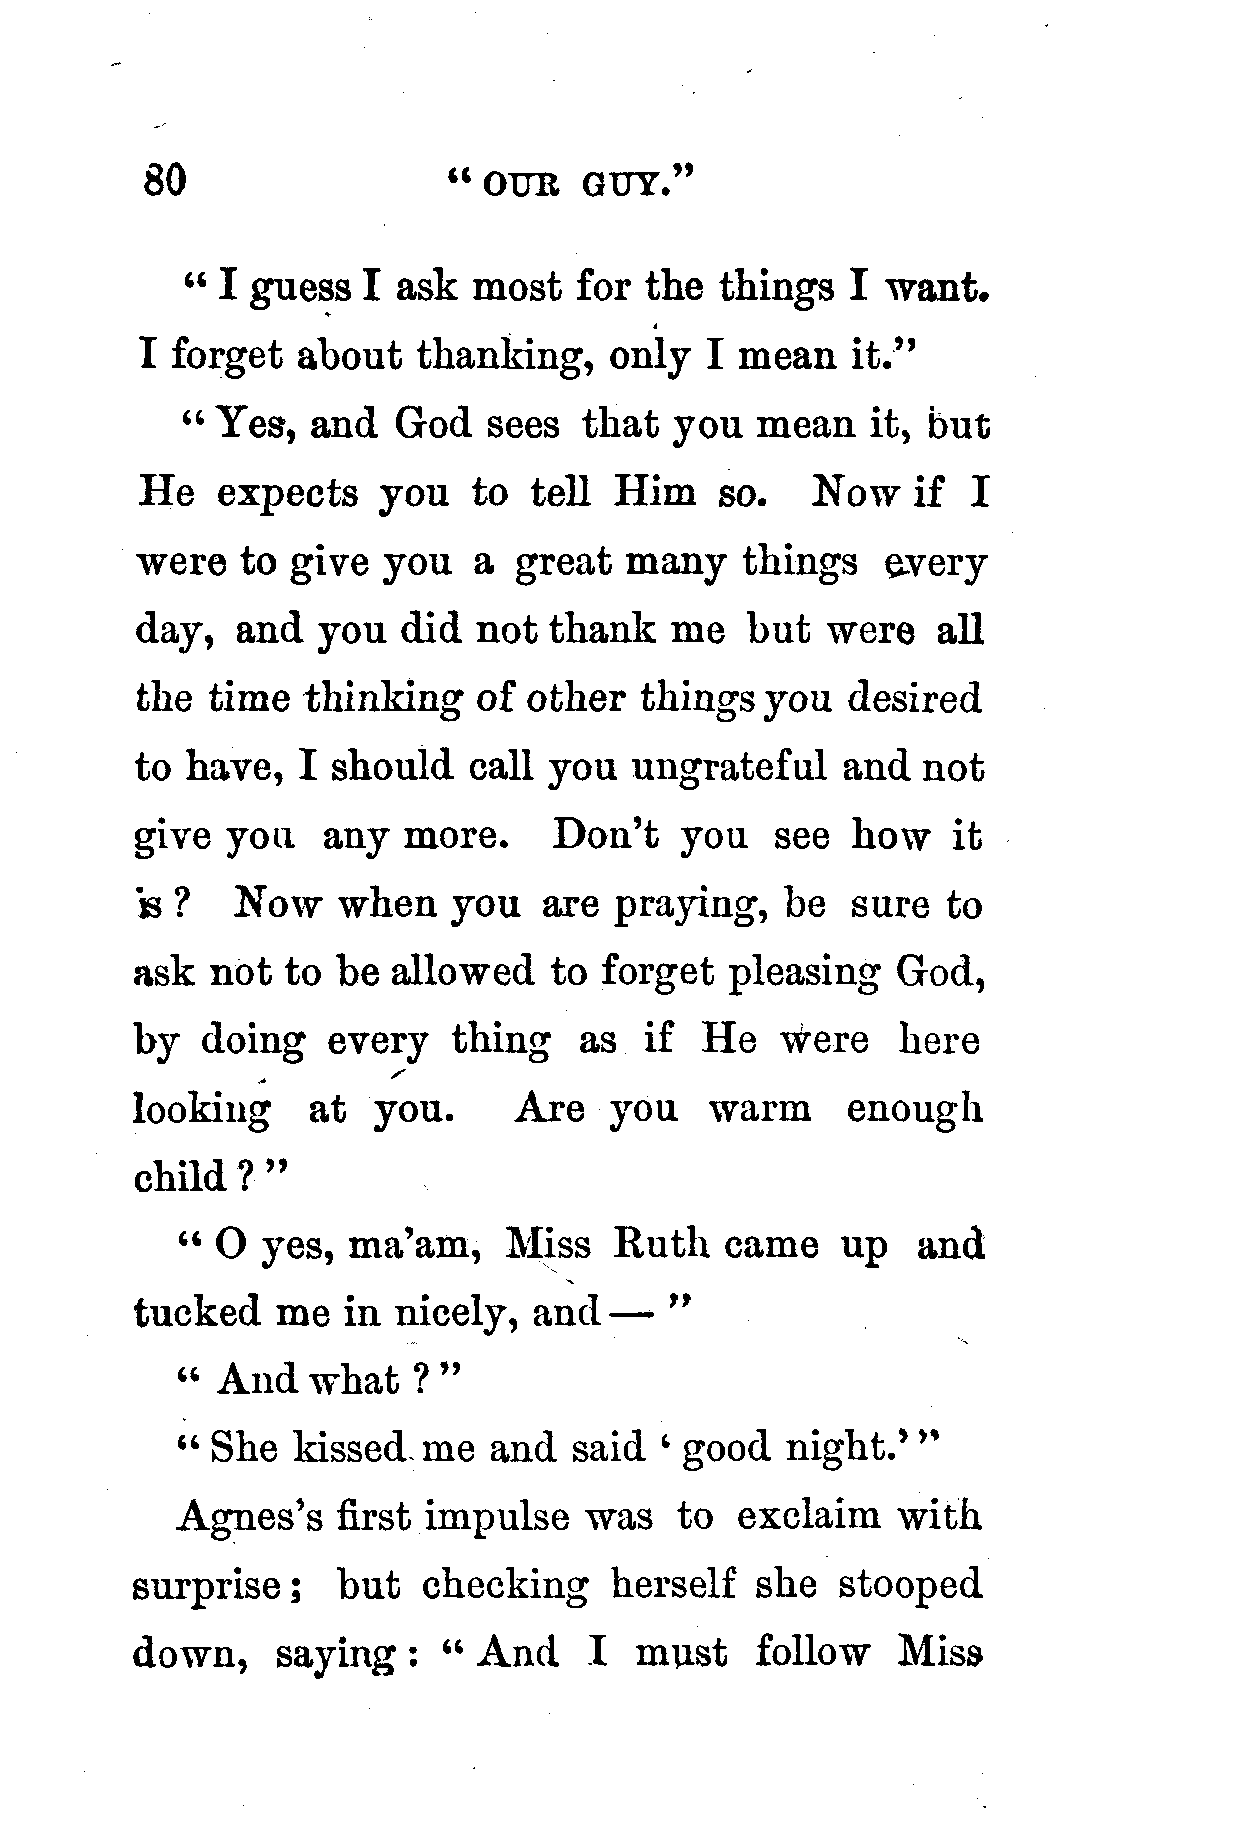 80 “ OUR GUY.”
“ I guess I ask most for the things I want.
I forget about thanking, only I mean it.”
“ Yes, and God sees that you mean it, but
He expects you to tell Him so. Now if I
were to give you a great many things every
day, and you did not thank me but were all
the time thinking of other things you desired
to have, I should call you ungrateful and not
give you any more. Don’t you see how it
is ? Now when you are praying, be sure to
ask not to be allowed to forget pleasing God,
by doing every thing as if He were here
looking at you. Are you warm enough
child ? ”
“ O yes, ma’am, Miss Ruth came up and
tucked me in nicely, and — ”
“ And what ? ”
“ She kissed me and said ‘ good night.’ ”
Agnes’s first impulse was to exclaim with
surprise ; but checking herself she stooped
down, saying : “ And I must follow Miss